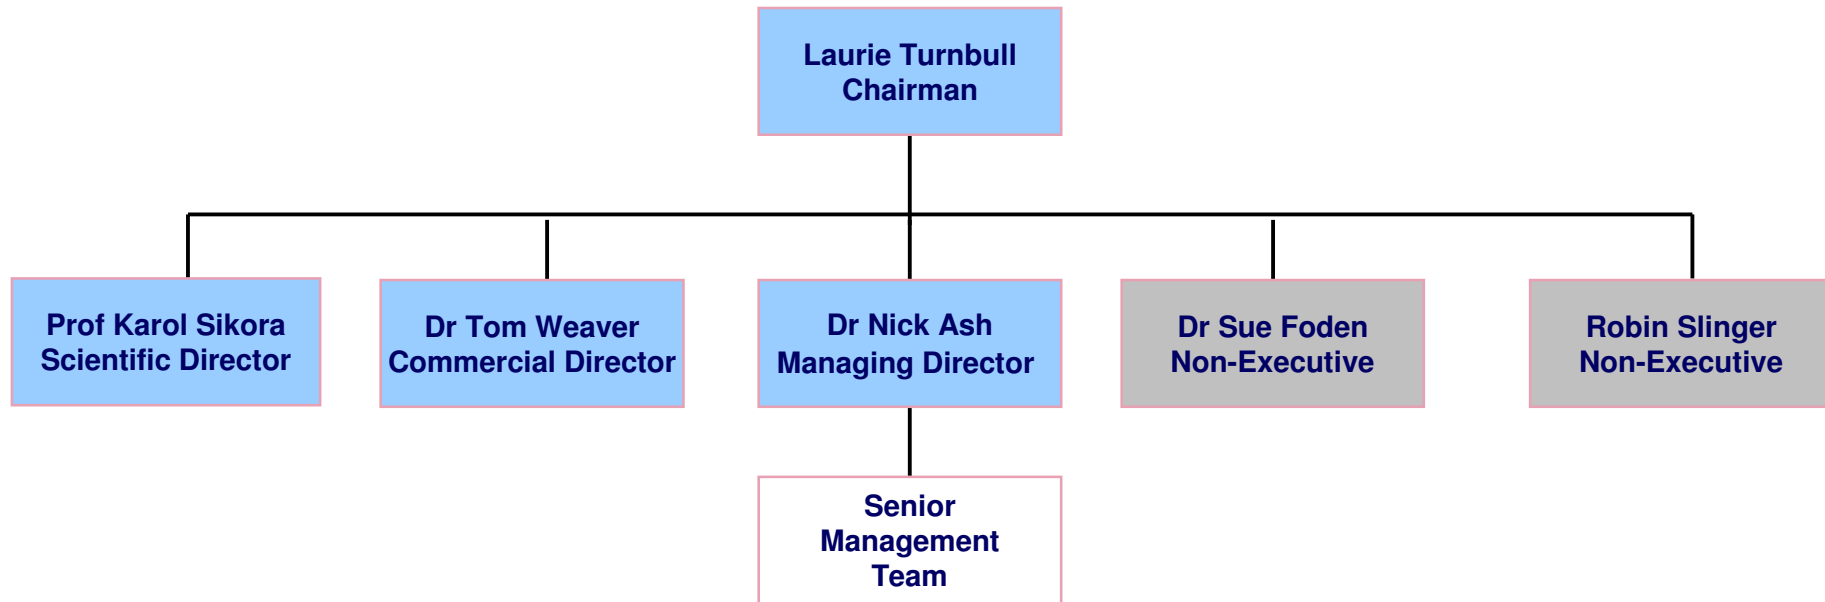 Laurie Turnbull
Chairman
Prof Karol Sikora
Scientific Director
Dr Tom Weaver
Commercial Director
Dr Nick Ash
Managing Director
Dr Sue Foden
Non-Executive
Robin Slinger
Non-Executive
Senior
Management
Team